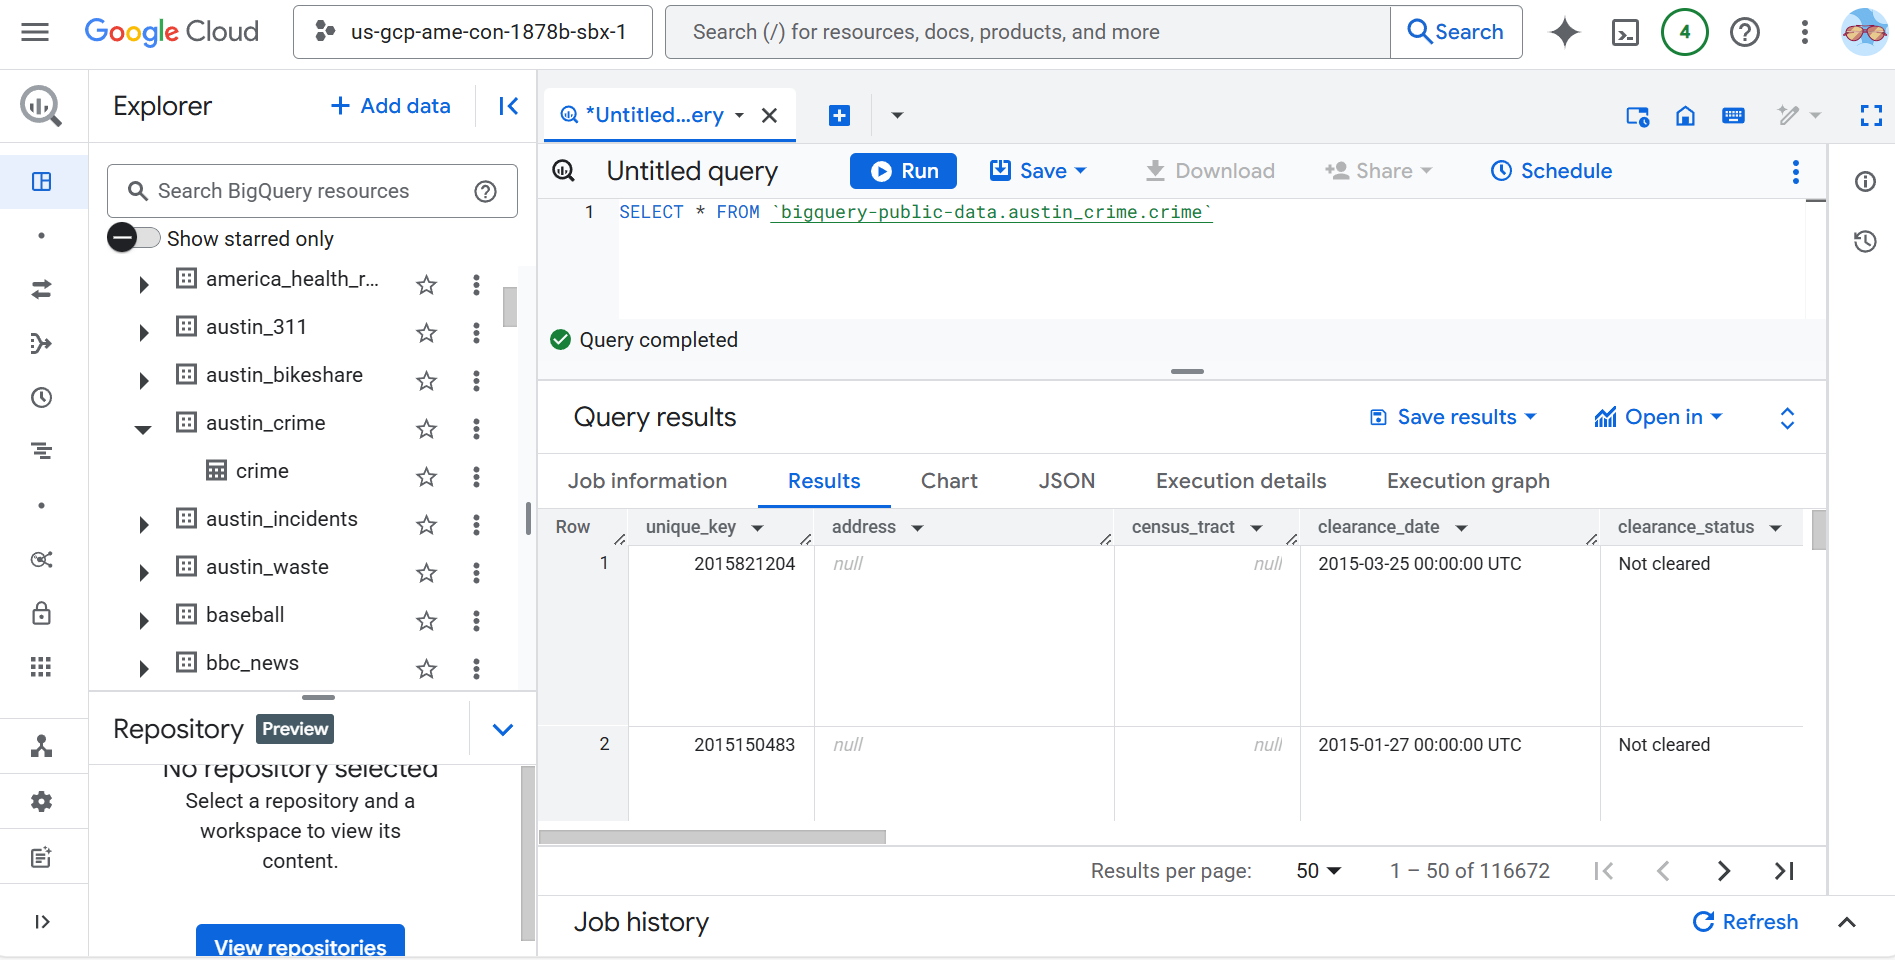 Google Cloud
us-gcp-ame-con-1878b-sbx-1
Search (/) for resources, docs, products, and more
Search
4
Explorer
+ Add data
*Untitled...ery
Search BigQuery resources
Show starred only
america_health_r...
austin_311
austin_bikeshare
austin_crime
crime
austin_incidents
austin_waste
baseball
bbc_news
Repository
Preview
No repository selected
Select a repository and a
workspace to view its
content.
View repositories
Untitled query
Run
Save
Download
Share
Schedule
1 SELECT * FROM `bigquery-public-data.austin_crime.crime`
Query completed
Query results
Save results
Open in
Job information Results Chart JSON Execution details Execution graph
Row unique_key address census_tract clearance_date clearance_status
1 2015821204 null null 2015-03-25 00:00:00 UTC Not cleared
2 2015150483 null null 2015-01-27 00:00:00 UTC Not cleared
Results per page: 50 1 – 50 of 116672
Job history
Refresh